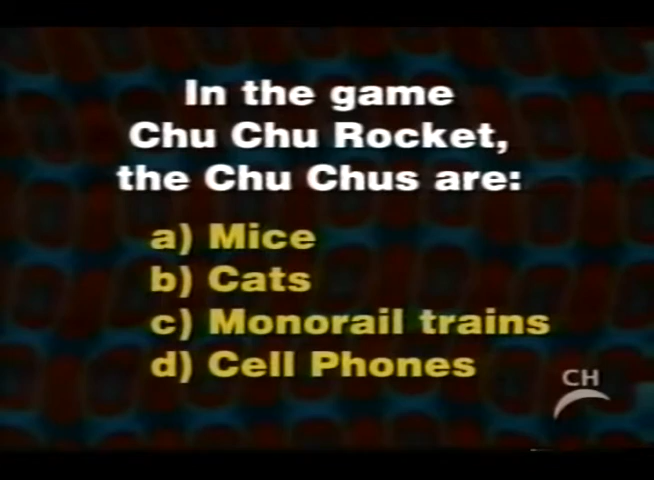 In the game
Chu Chu Rocket,
the Chu Chus are:
a) Mice
b) Cats
c) Monorail trains
d) Cell Phones
CH